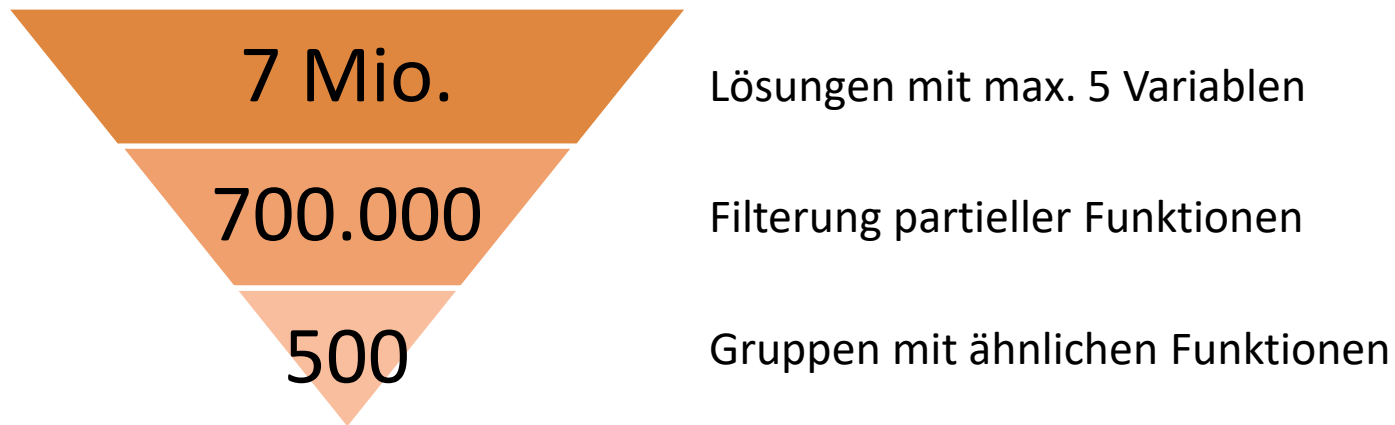 7 Mio.
Lösungen mit max. 5 Variablen
700.000
Filterung partieller Funktionen
500
Gruppen mit ähnlichen Funktionen